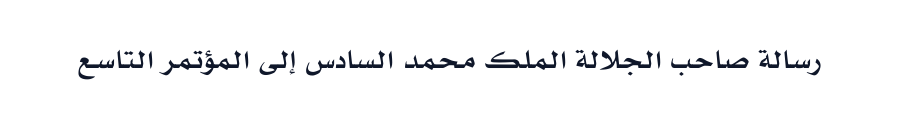 رسالة صاحب الجلالة الملك محمد السادس إلى المؤتمر التاسع